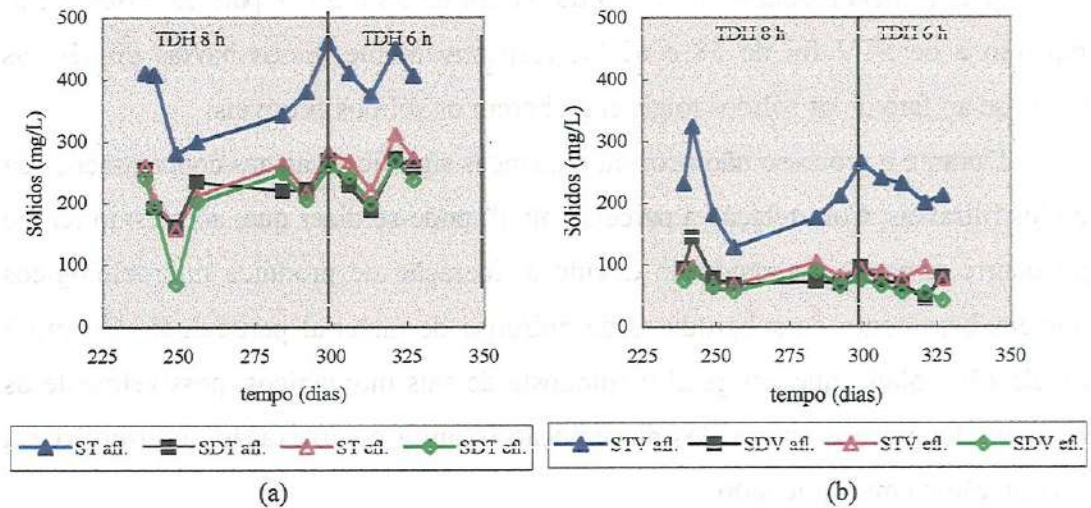 500
400
300
200
100
0
Sólidos (mg/L)
TDH 8 h
TDH 6 h
225 250 275 300 325 350
tempo (dias)
ST afl. SDT afl. ST efl. SDT efl.
(a)
500
400
300
200
100
0
Sólidos (mg/L)
TDH 8 h
TDH 6 h
225 250 275 300 325 350
tempo (dias)
STV afl. SDV afl. STV efl. SDV efl.
(b)